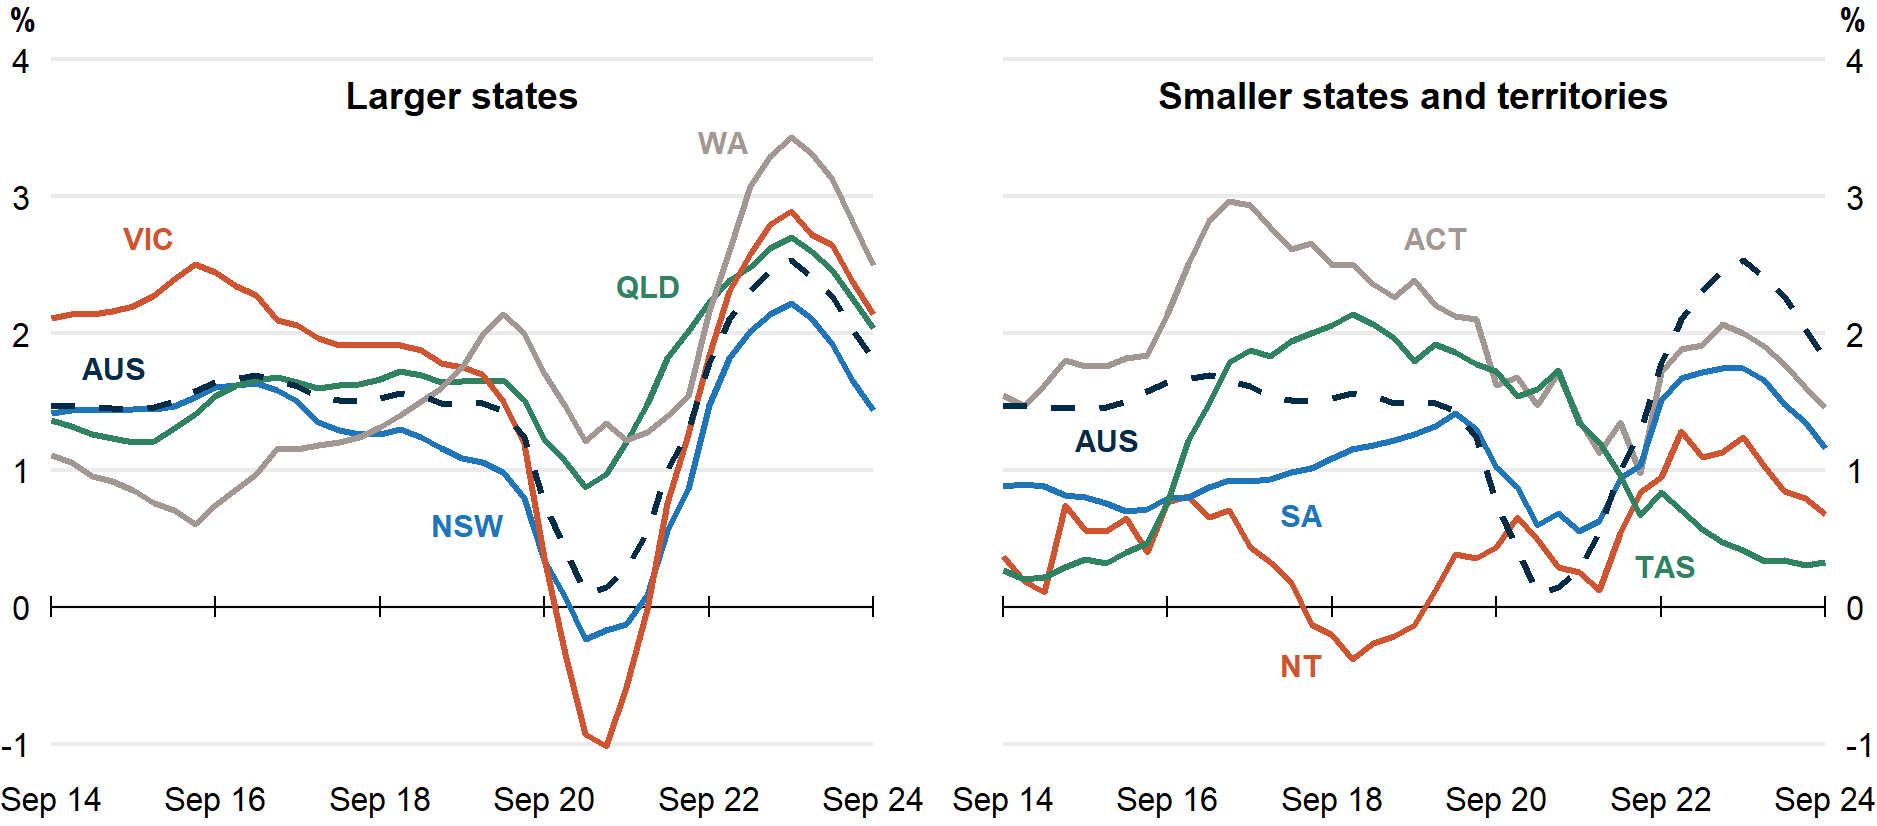 % %
4 4
Larger states Smaller states and territories
WA
3 3
VIC ACT
QLD
2 2
AUS
AUS
1 1
NSW SA
TAS
0 0
NT
-1 -1
Sep 14 Sep 16 Sep 18 Sep 20 Sep 22 Sep 24 Sep 14 Sep 16 Sep 18 Sep 20 Sep 22 Sep 24